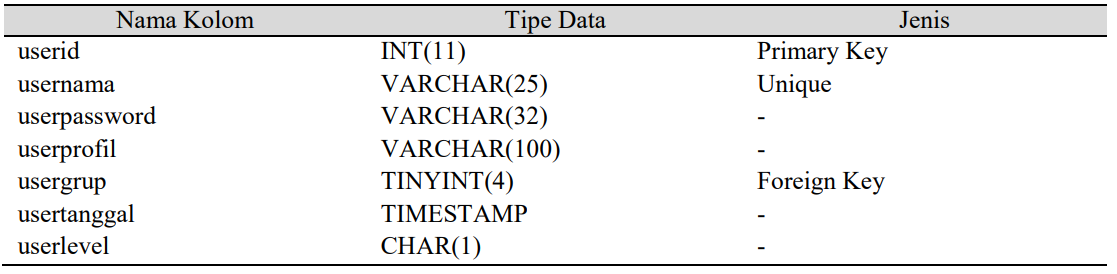 Nama Kolom Tipe Data Jenis
userid INT(11) Primary Key
usernama VARCHAR(25) Unique
userpassword VARCHAR(32) -
userprofil VARCHAR(100) -
usergrup TINYINT(4) Foreign Key
usertanggal TIMESTAMP -
userlevel CHAR(1) -